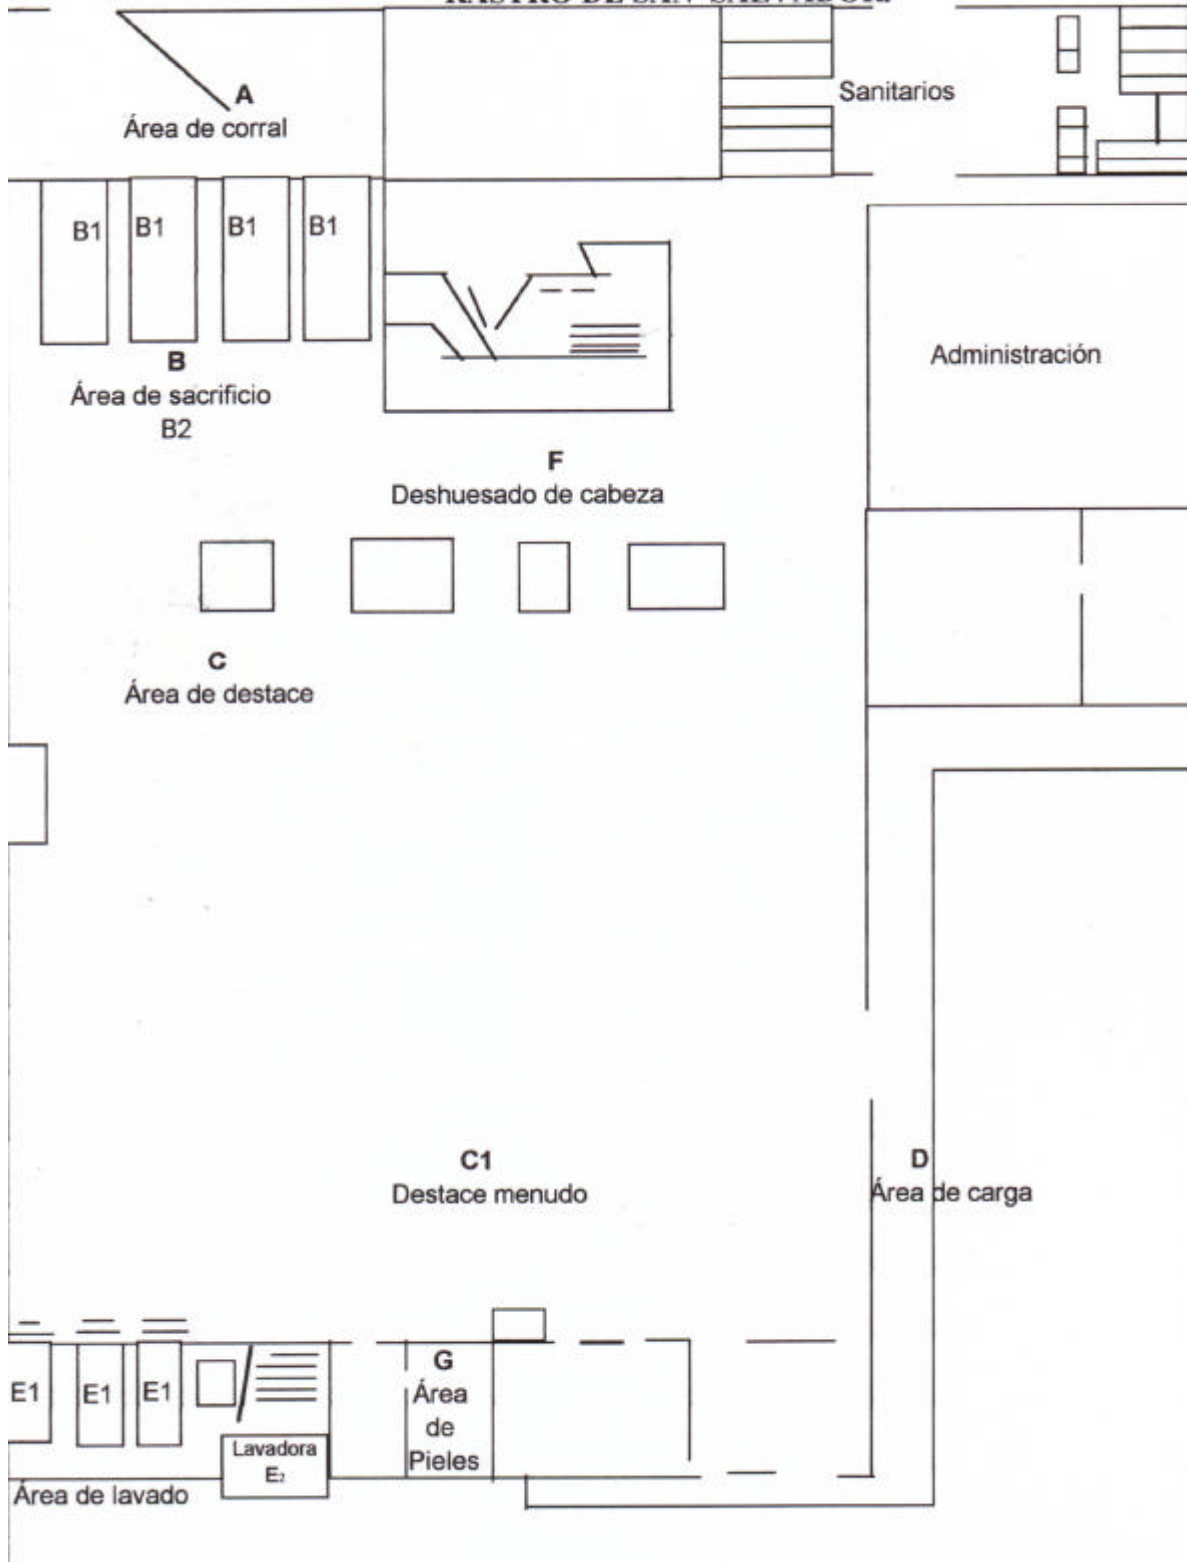 A
Sanitarios
Área de corral
B1 B1 B1 B1
Administración
B
Área de sacrificio
B2
F
Deshuesado de cabeza
C
Área de destace
C1
Destace menudo
D
Área de carga
G
Área
de
Pieles
E1 E1 E1
Lavadora
E2
Área de lavado